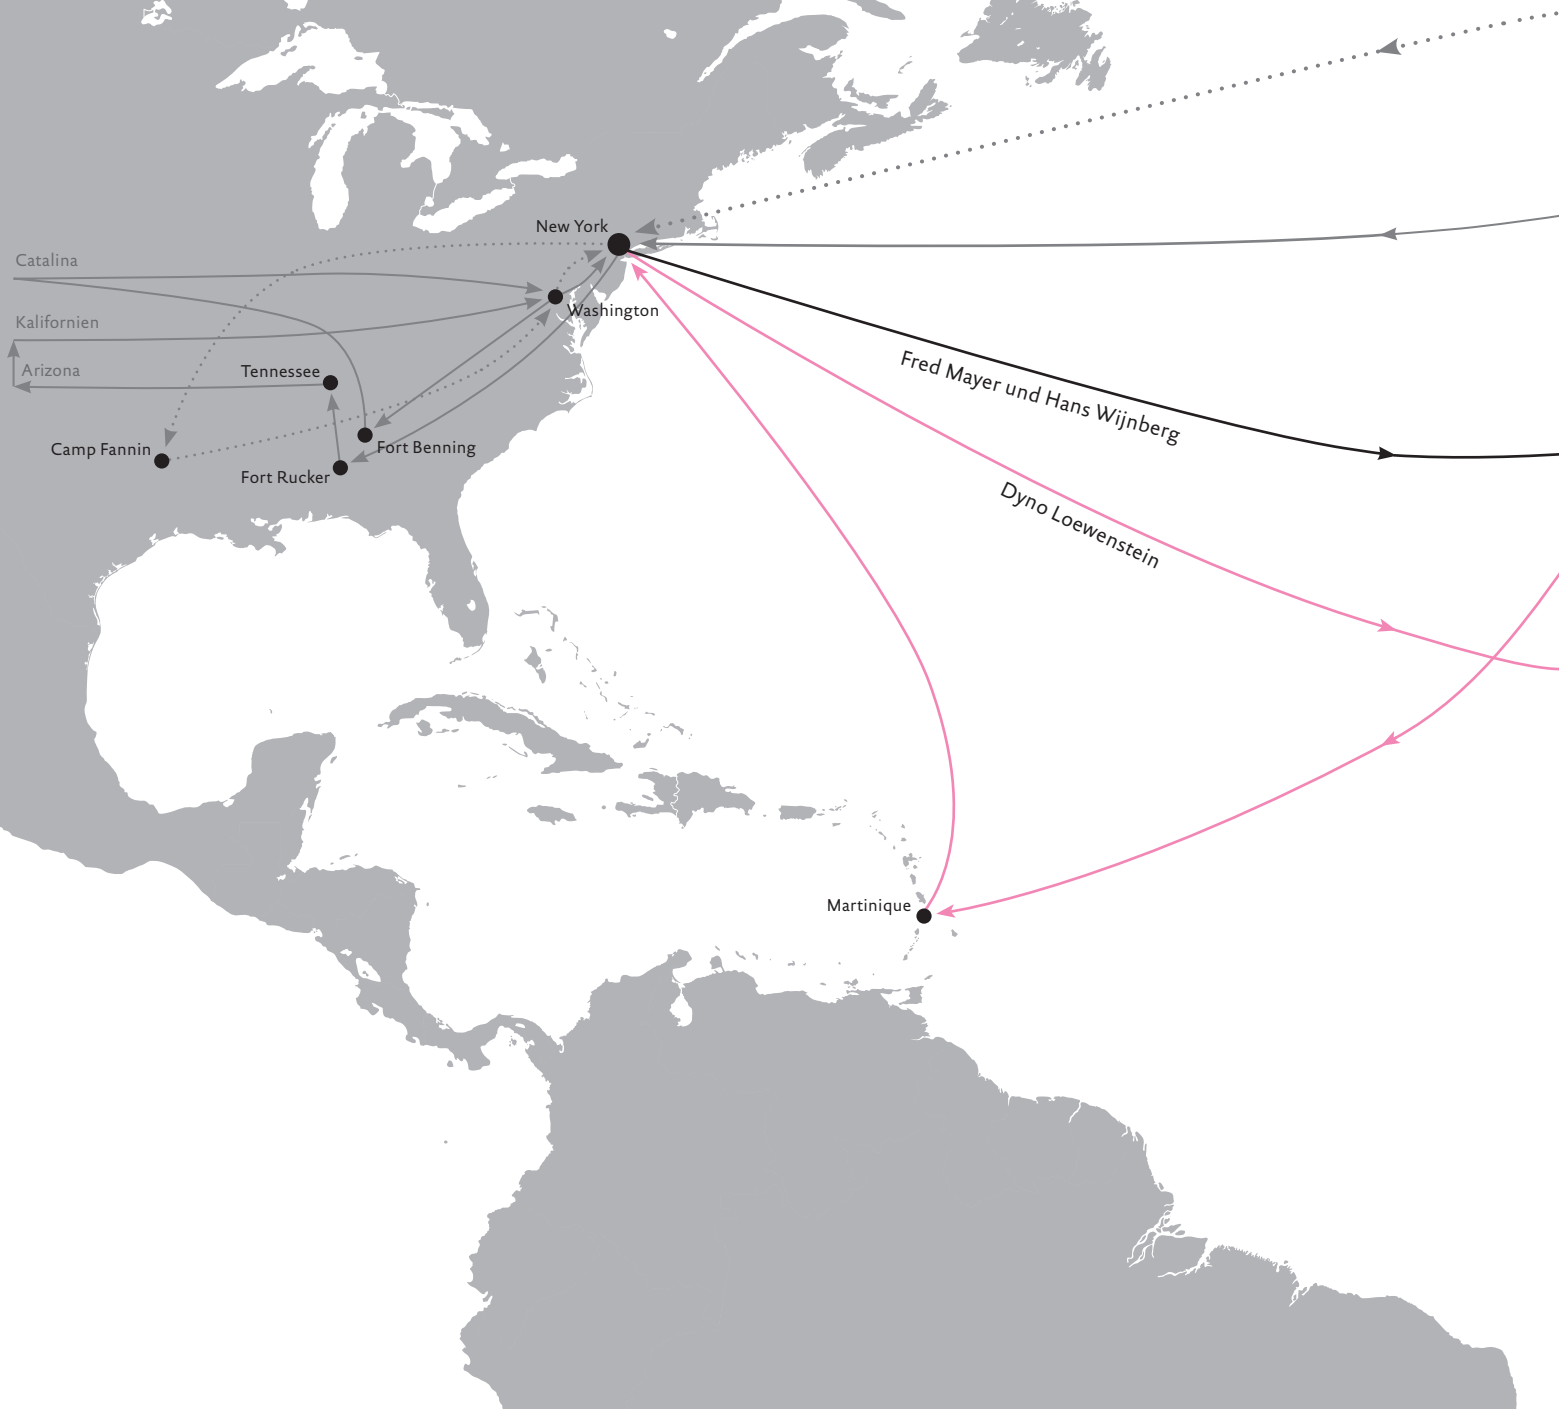 New York
Catalina
Washington
Kalifornien
Arizona
Tennessee
Fred Mayer und Hans Wijnberg
Camp Fannin
Fort Benning
Fort Rucker
Dyno Loewenstein
Martinique